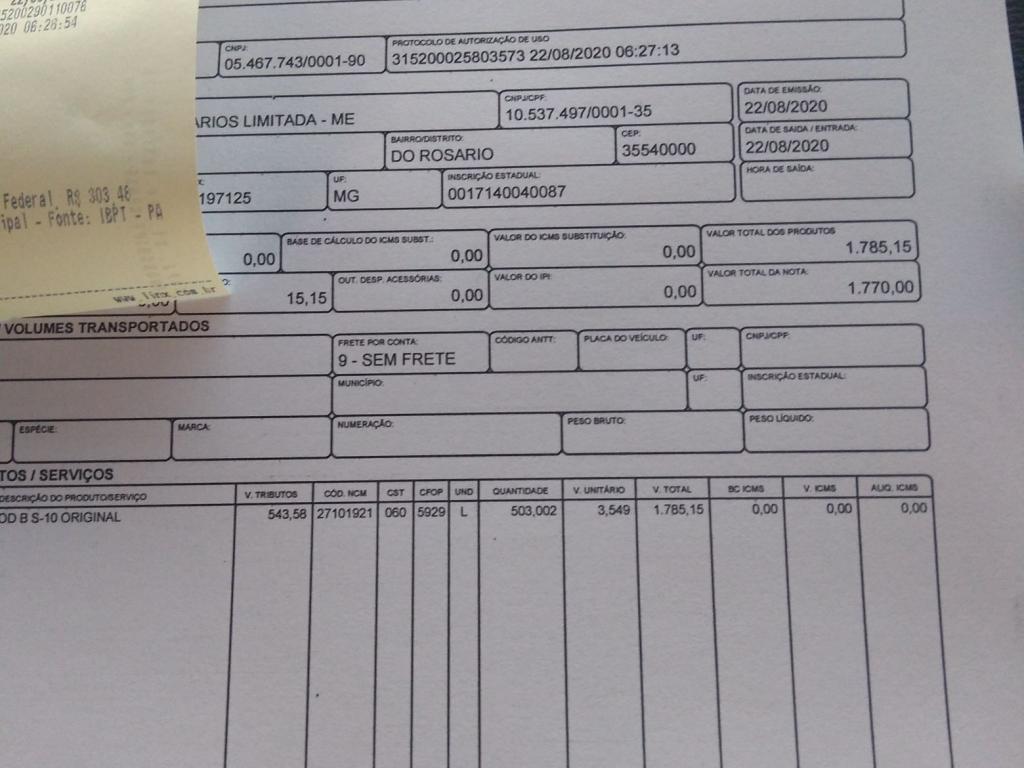 5200290110076
020 06:26:54
Federal R$ 303,46
ipal - Fonte: IBPT - PA
www.linx.com.br
CNPJ: PROTOCOLO DE AUTORIZAÇÃO DE USO
05.467.743/0001-90 315200025803573 22/08/2020 06:27:13
CNPJ/CPF: DATA DE EMISSÃO:
ARIOS LIMITADA - ME 10.537.497/0001-35 22/08/2020
BAIRRO/DISTRITO: CEP: DATA DE SAIDA / ENTRADA:
DO ROSARIO 35540000 22/08/2020
UF: INSCRIÇÃO ESTADUAL: HORA DE SAÍDA:
197125 MG 0017140040087
BASE DE CÁLCULO DO ICMS SUBST.: VALOR DO ICMS SUBSTITUIÇÃO: VALOR TOTAL DOS PRODUTOS
0,00 0,00 0,00 1.785,15
OUT. DESP. ACESSÓRIAS: VALOR DO IPI: VALOR TOTAL DA NOTA:
0,00 15,15 0,00 0,00 1.770,00
/ VOLUMES TRANSPORTADOS
FRETE POR CONTA: CÓDIGO ANTT: PLACA DO VEÍCULO: UF: CNPJ/CPF:
9 - SEM FRETE
MUNICÍPIO: UF: INSCRIÇÃO ESTADUAL:
ESPÉCIE: MARCA: NUMERAÇÃO: PESO BRUTO: PESO LÍQUIDO:
TOS / SERVIÇOS
DESCRIÇÃO DO PRODUTO/SERVIÇO V. TRIBUTOS CÓD. NCM CST CFOP UND QUANTIDADE V. UNITÁRIO V. TOTAL BC ICMS V. ICMS ALIQ. ICMS
OD B S-10 ORIGINAL 543,58 27101921 060 5929 L 503,002 3,549 1.785,15 0,00 0,00 0,00